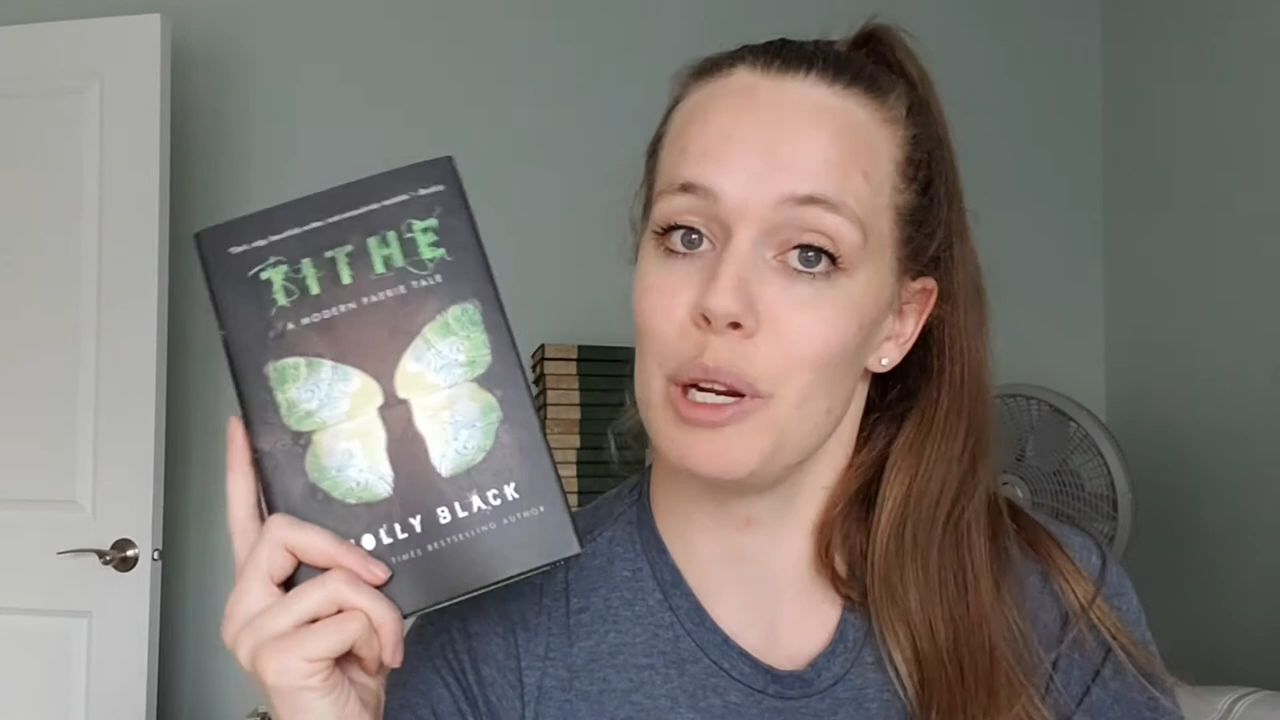 TITHE
A MODERN FAERIE TALE
OLLY BLACK
TIMES BESTSELLING AUTHOR